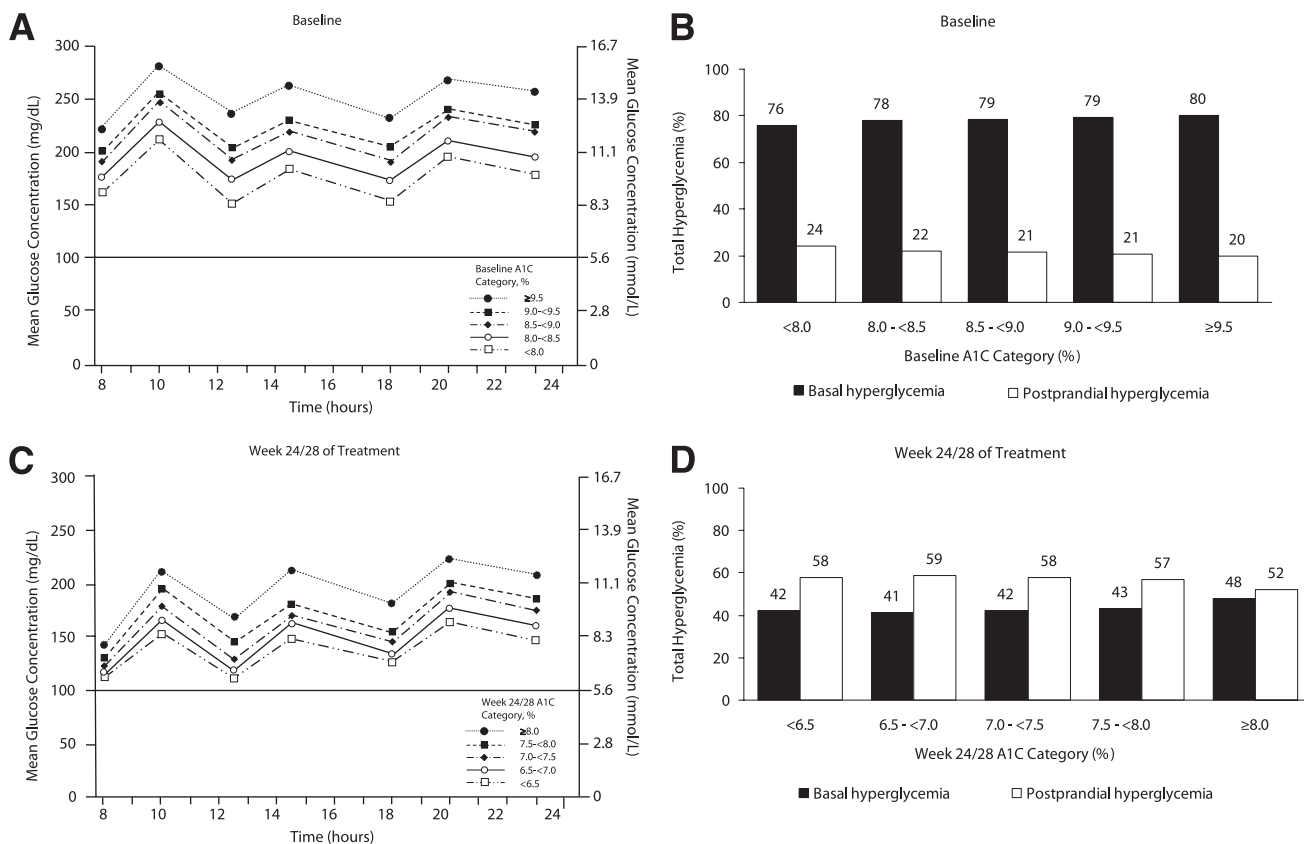 A
Baseline
Mean Glucose Concentration (mg/dL)
300
250
200
150
100
50
0
16.7
13.9
11.1
8.3
5.6
2.8
0
Mean Glucose Concentration (mmol/L)
Baseline A1C
Category, %
≥9.5
9.0-<9.5
8.5-<9.0
8.0-<8.5
<8.0
8 10 12 14 16 18 20 22 24
Time (hours)
B
Baseline
Total Hyperglycemia (%)
100
80
60
40
20
0
76 24
78 22
79 21
79 21
80 20
<8.0 8.0 - <8.5 8.5 - <9.0 9.0 - <9.5 ≥9.5
Baseline A1C Category (%)
Basal hyperglycemia Postprandial hyperglycemia
C
Week 24/28 of Treatment
Mean Glucose Concentration (mg/dL)
300
250
200
150
100
50
0
16.7
13.9
11.1
8.3
5.6
2.8
0
Mean Glucose Concentration (mmol/L)
Week 24/28 A1C
Category, %
≥8.0
7.5-<8.0
7.0-<7.5
6.5-<7.0
<6.5
8 10 12 14 16 18 20 22 24
Time (hours)
D
Week 24/28 of Treatment
Total Hyperglycemia (%)
100
80
60
40
20
0
42 58
41 59
42 58
43 57
48 52
<6.5 6.5 - <7.0 7.0 - <7.5 7.5 - <8.0 ≥8.0
Week 24/28 A1C Category (%)
Basal hyperglycemia Postprandial hyperglycemia